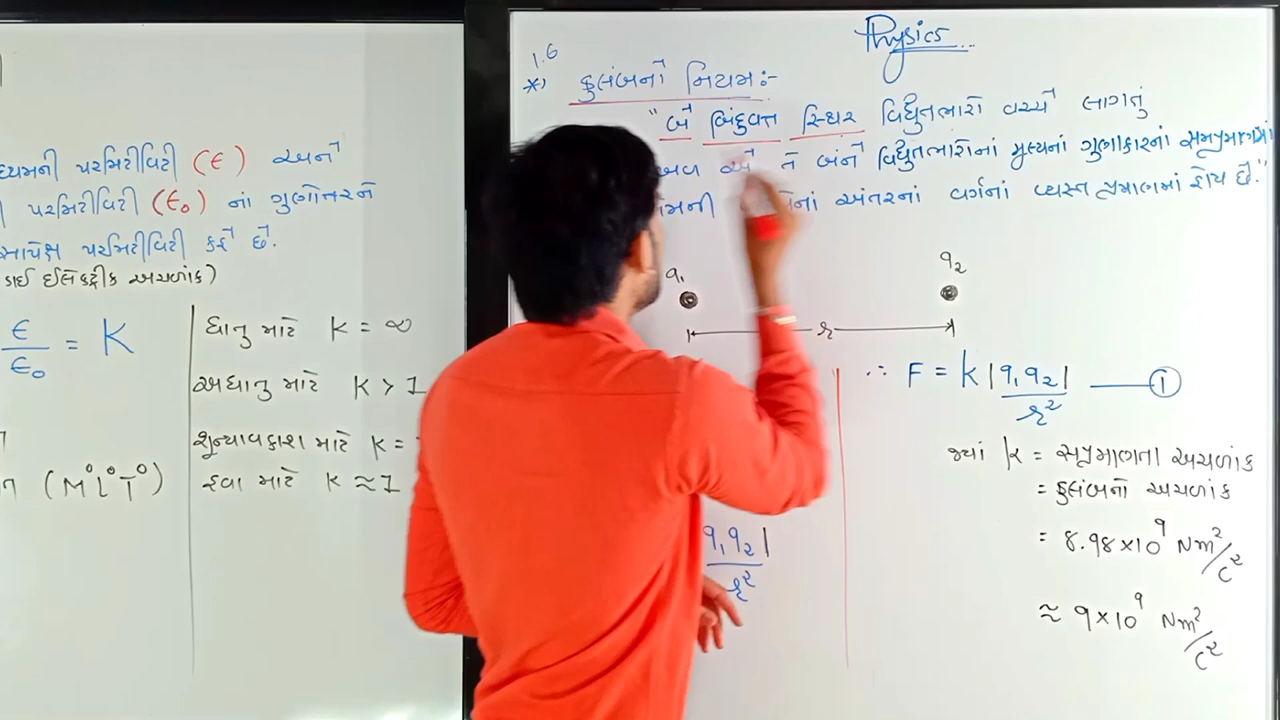 ધ્યમની પરમિટીવિટી (ε) અને
પરમિટીવિટી (ε₀) નાં ગુણોત્તરને
સાપેક્ષ પરમિટીવિટી કહે છે.
ડાઈ ઈલેક્ટ્રીક અચળાંક)
ε/ε₀ = K
(M⁰L⁰T⁰)
ધાતુ માટે K = ∞
અધાતુ માટે K > 1
શૂન્યાવકાશ માટે K =
હવા માટે K ≈ 1
Physics
1.6
*) કુલંબનો નિયમ:-
"બે બિંદુવત્ત સ્થિર વિદ્યુતભારો વચ્ચે લાગતું
બળ એ તે બંને વિદ્યુતભારોનાં મૂલ્યનાં ગુણાકારનાં સમપ્રમાણમાં
નાં અંતરનાં વર્ગનાં વ્યસ્ત પ્રમાણમાં હોય છે."
q₁ q₂
r
∴ F = k |q₁q₂| / r² ——— ①
જ્યાં k = સપ્રમાણતા અચળાંક
= કુલંબનો અચળાંક
= 8.98×10⁹ Nm²/C²
≈ 9×10⁹ Nm²/C²
q₁q₂| / r²